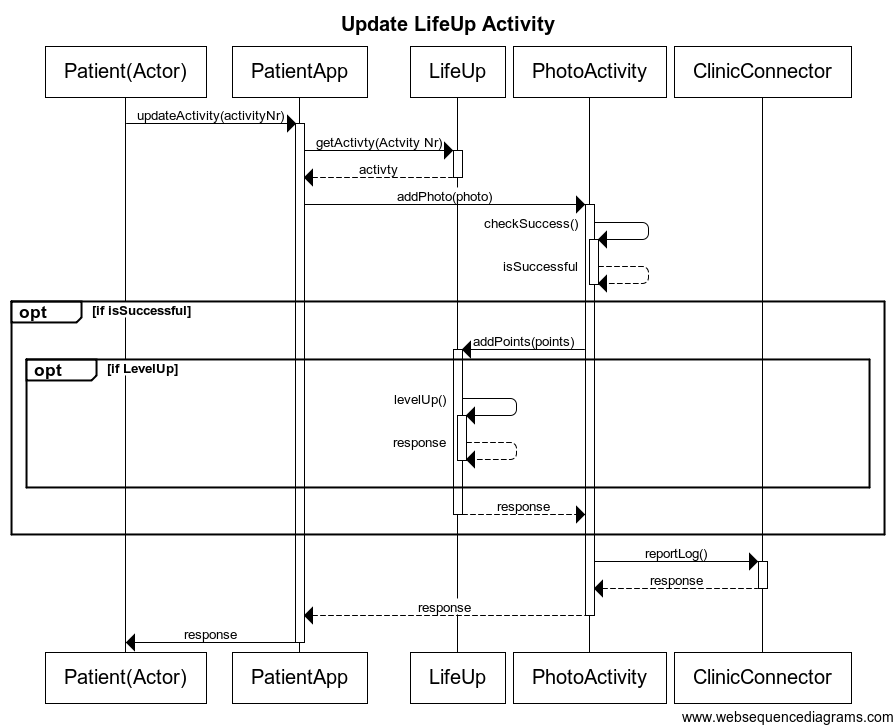 Update LifeUp Activity
Patient(Actor) PatientApp LifeUp PhotoActivity ClinicConnector
updateActivity(activityNr)
getActivty(Actvity Nr)
activty
addPhoto(photo)
checkSuccess()
isSuccessful
opt [if isSuccessful]
addPoints(points)
opt [if LevelUp]
levelUp()
response
response
reportLog()
response
response
response
Patient(Actor) PatientApp LifeUp PhotoActivity ClinicConnector
www.websequencediagrams.com